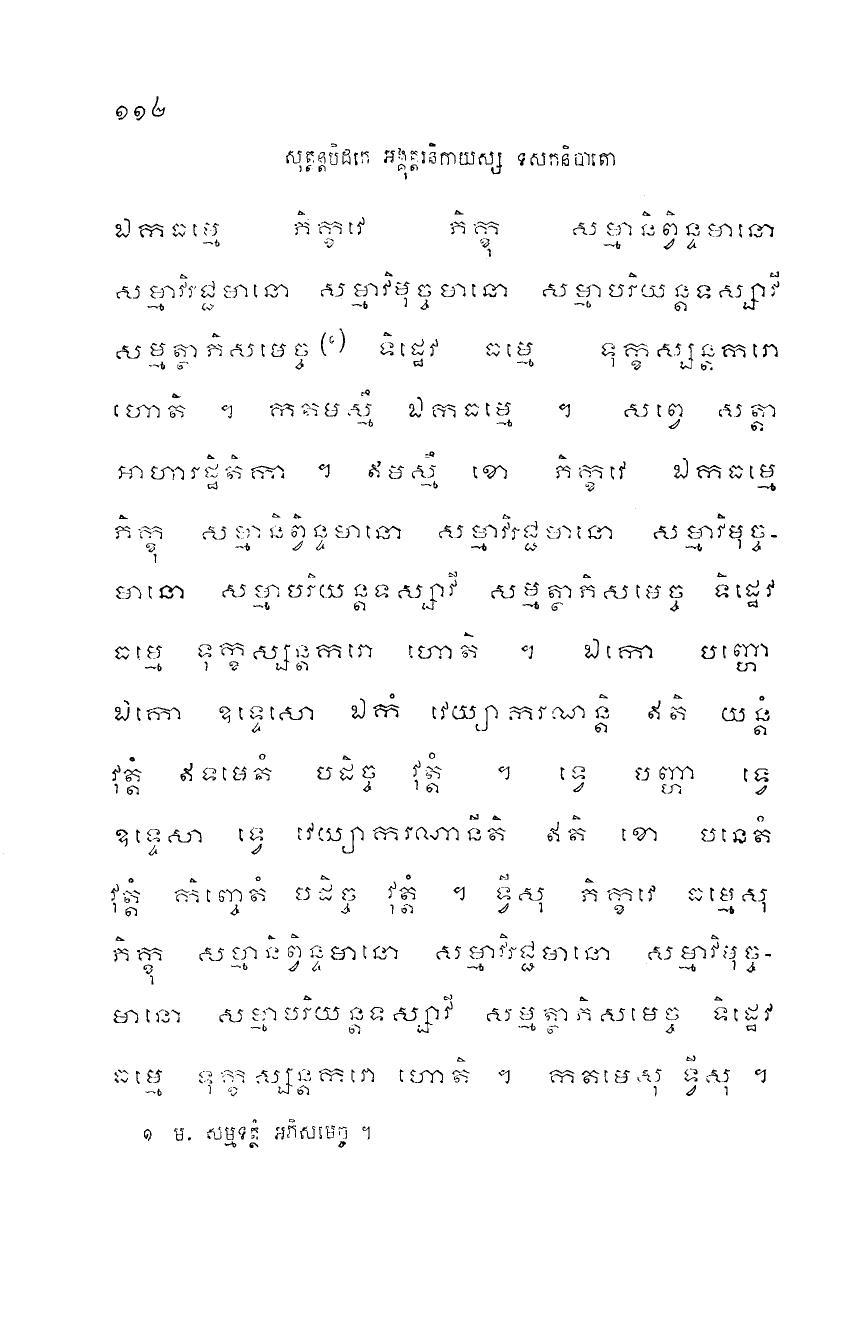 ១១៤
សុត្តន្តបិដកេ អង្គុត្តរនិកាយស្ស ទសកនិបាតោ
ឯកធម្មេ ភិក្ខវេ ភិក្ខុ សម្មានិព្វិន្ទមានោ
សម្មាវិរជ្ជមានោ សម្មាវិមុច្ចមានោ សម្មាបរិយន្តទស្សាវី
សម្មត្ថាភិសមេច្ច (១) ទិដ្ឋេវ ធម្មេ ទុក្ខស្សន្តករោ
ហោតិ ។ កតមស្មឹ ឯកធម្មេ ។ សព្វេ សត្តា
អាហារដ្ឋិតិកា ។ ឥមស្មឹ ខោ ភិក្ខវេ ឯកធម្មេ
ភិក្ខុ សម្មានិព្វិន្ទមានោ សម្មាវិរជ្ជមានោ សម្មាវិមុច្ច-
មានោ សម្មាបរិយន្តទស្សាវី សម្មត្ថាភិសមេច្ច ទិដ្ឋេវ
ធម្មេ ទុក្ខស្សន្តករោ ហោតិ ។ ឯកោ បញ្ហោ
ឯកោ ឧទ្ទេសោ ឯកំ វេយ្យាករណន្តិ ឥតិ យន្តំ
វុត្តំ ឥទមេតំ បដិច្ច វុត្តំ ។ ទ្វេ បញ្ហា ទ្វេ
ឧទ្ទេសា ទ្វេ វេយ្យាករណានីតិ ឥតិ ខោ បនេតំ
វុត្តំ កិញ្ចេតំ បដិច្ច វុត្តំ ។ ទ្វីសុ ភិក្ខវេ ធម្មេសុ
ភិក្ខុ សម្មានិព្វិន្ទមានោ សម្មាវិរជ្ជមានោ សម្មាវិមុច្ច-
មានោ សម្មាបរិយន្តទស្សាវី សម្មត្ថាភិសមេច្ច ទិដ្ឋេវ
ធម្មេ ទុក្ខស្សន្តករោ ហោតិ ។ កតមេសុ ទ្វីសុ ។
១ ម. សម្មទត្ថំ អភិសមេច្ច ។